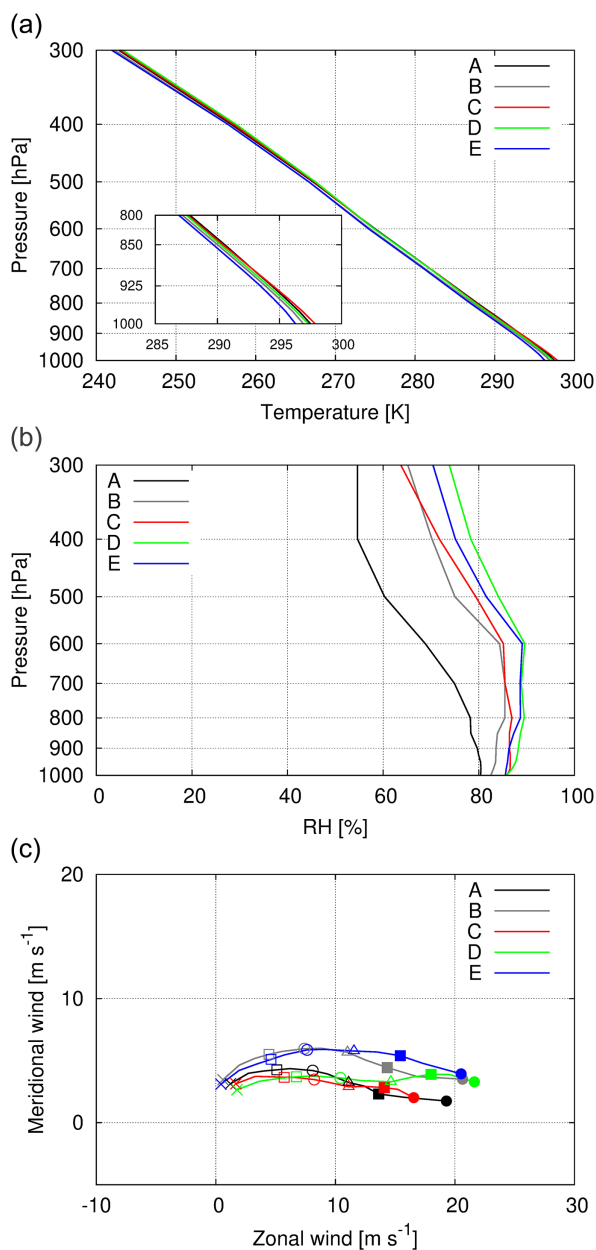 (a)
300
400
500
600
700
800
900
1000
Pressure [hPa]
A
B
C
D
E
800
850
925
1000
285 290 295 300
240 250 260 270 280 290 300
Temperature [K]
(b)
300
400
500
600
700
800
900
1000
Pressure [hPa]
A
B
C
D
E
0 20 40 60 80 100
RH [%]
(c)
20
10
0
Meridional wind [m s⁻¹]
A
B
C
D
E
-10 0 10 20 30
Zonal wind [m s⁻¹]